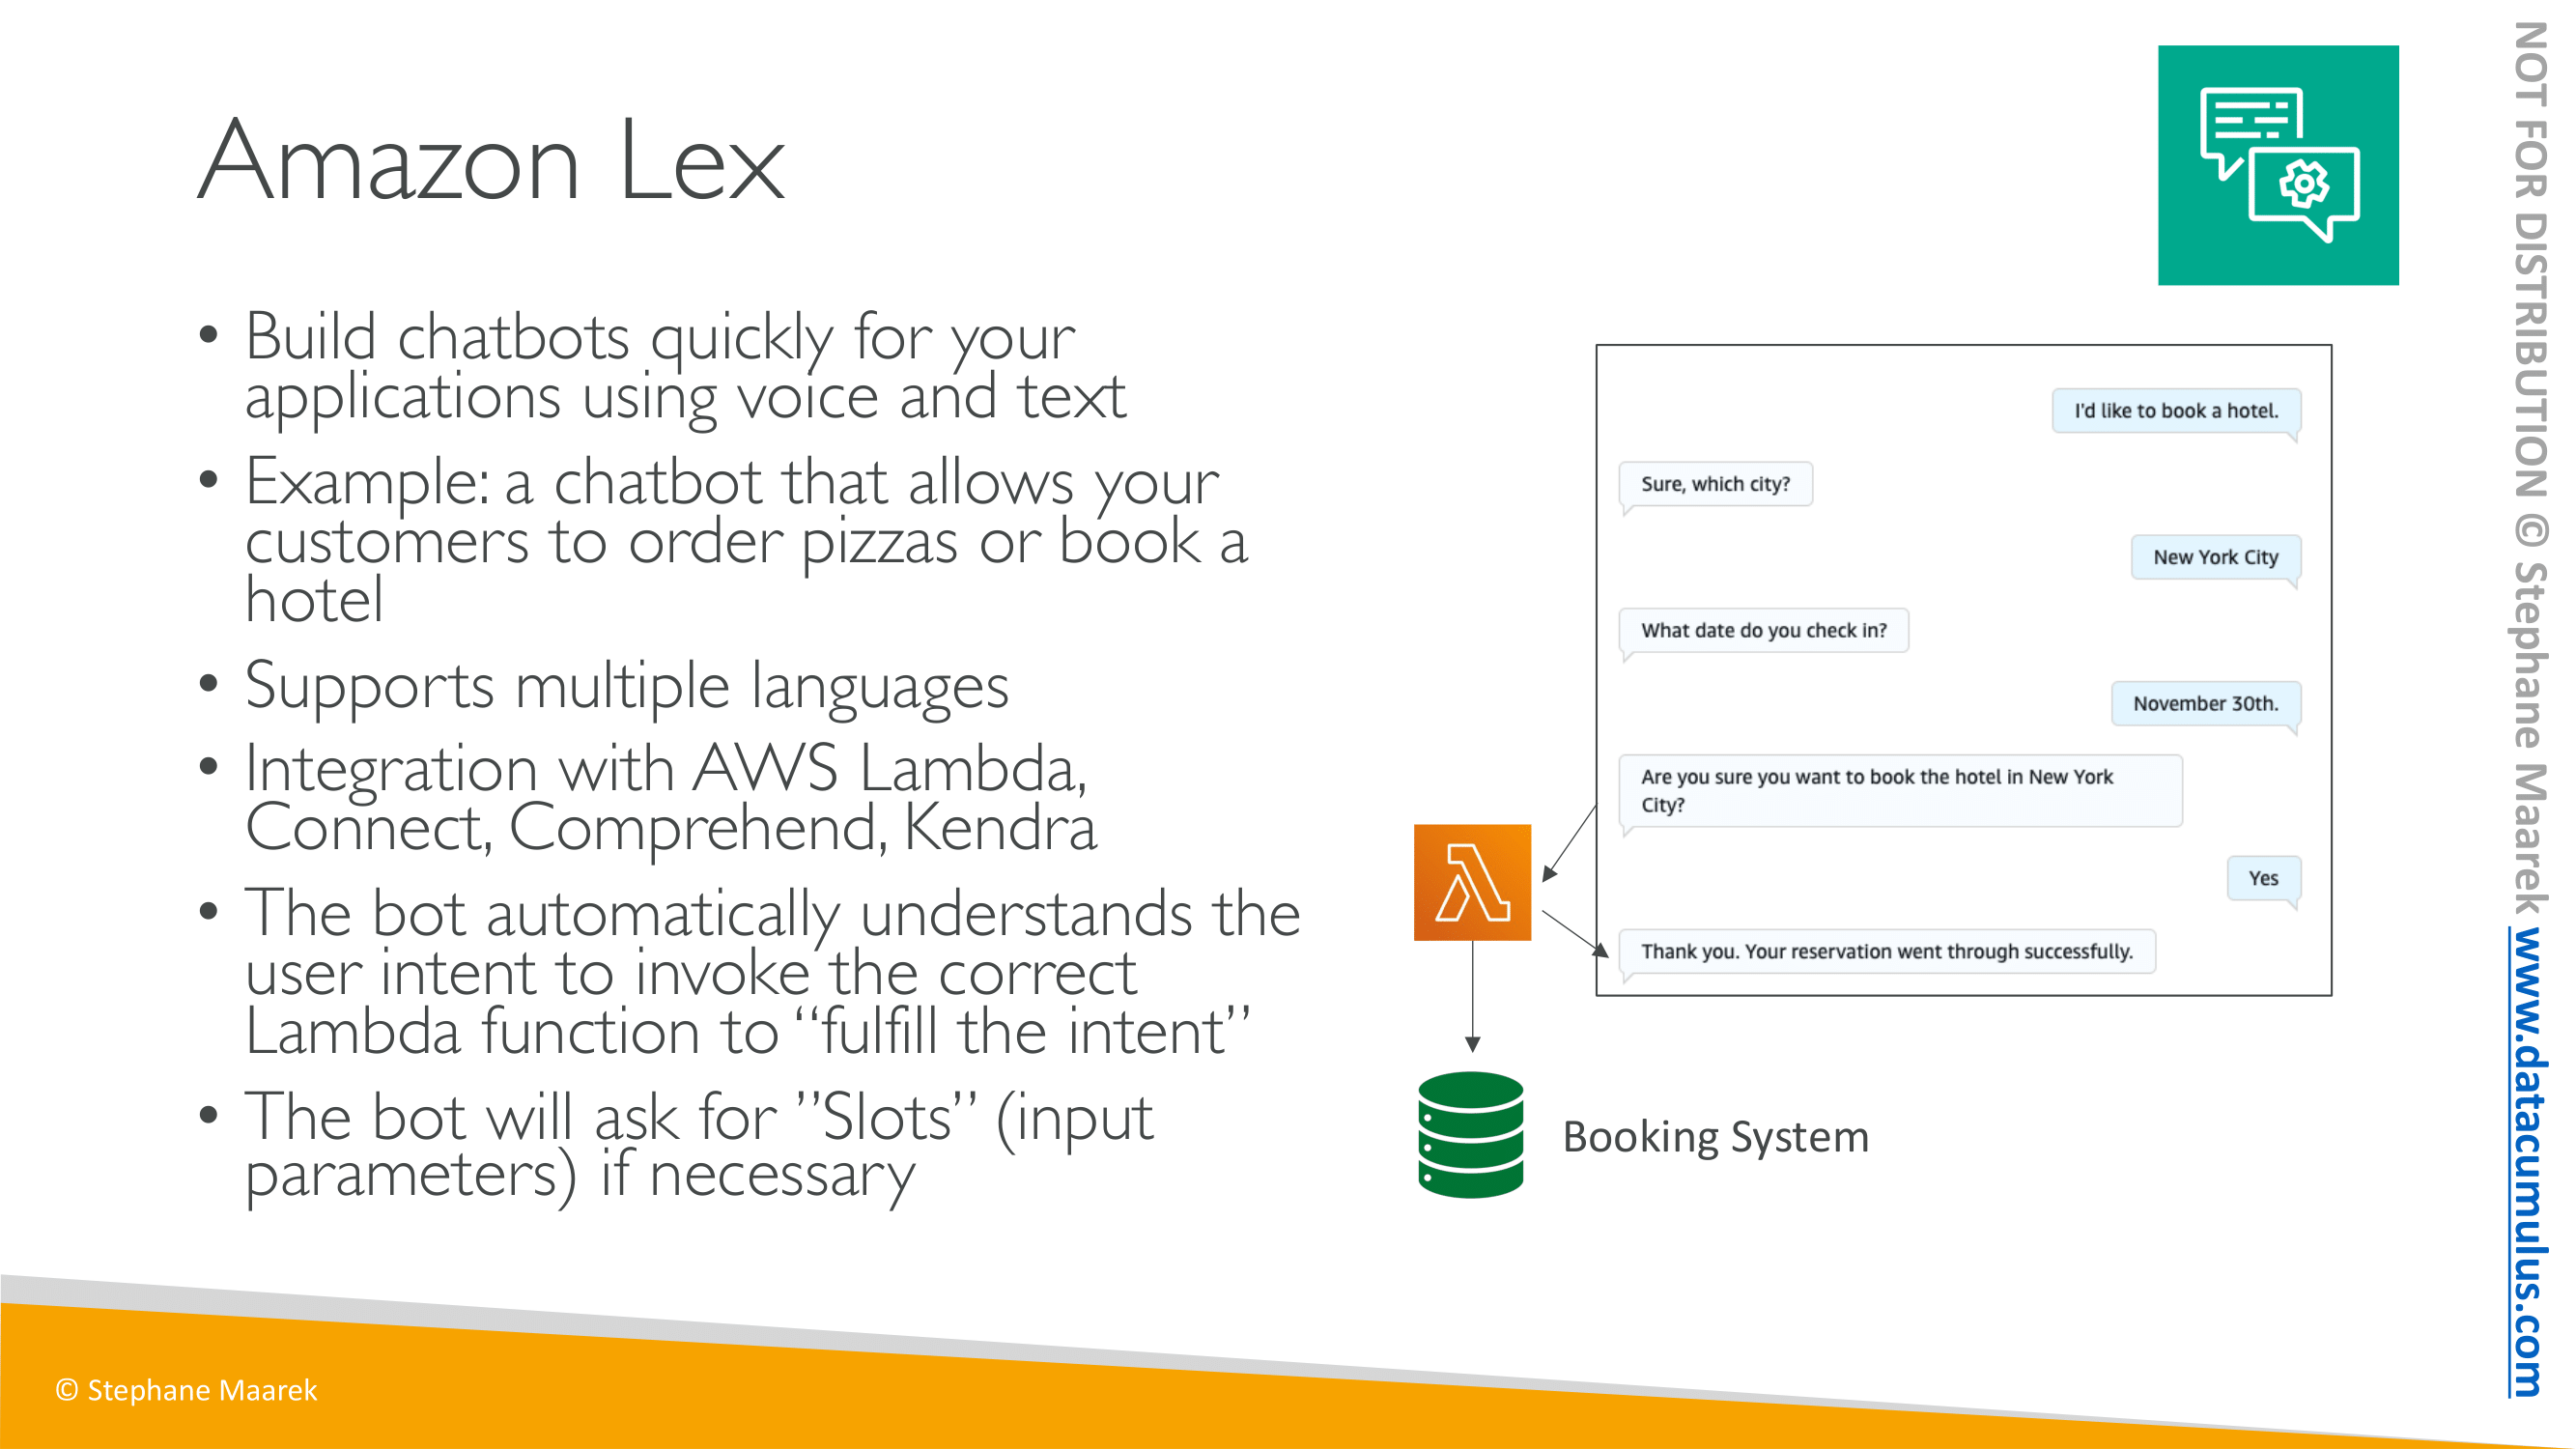 Amazon Lex
• Build chatbots quickly for your
applications using voice and text
• Example: a chatbot that allows your
customers to order pizzas or book a
hotel
• Supports multiple languages
• Integration with AWS Lambda,
Connect, Comprehend, Kendra
• The bot automatically understands the
user intent to invoke the correct
Lambda function to “fulfill the intent”
• The bot will ask for ”Slots” (input
parameters) if necessary
I'd like to book a hotel.
Sure, which city?
New York City
What date do you check in?
November 30th.
Are you sure you want to book the hotel in New York
City?
Yes
Thank you. Your reservation went through successfully.
Booking System
© Stephane Maarek
NOT FOR DISTRIBUTION © Stephane Maarek www.datacumulus.com